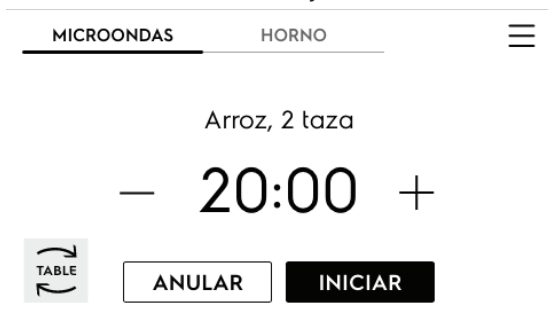 MICROONDAS HORNO
Arroz, 2 taza
— 20:00 +
TABLE
ANULAR INICIAR